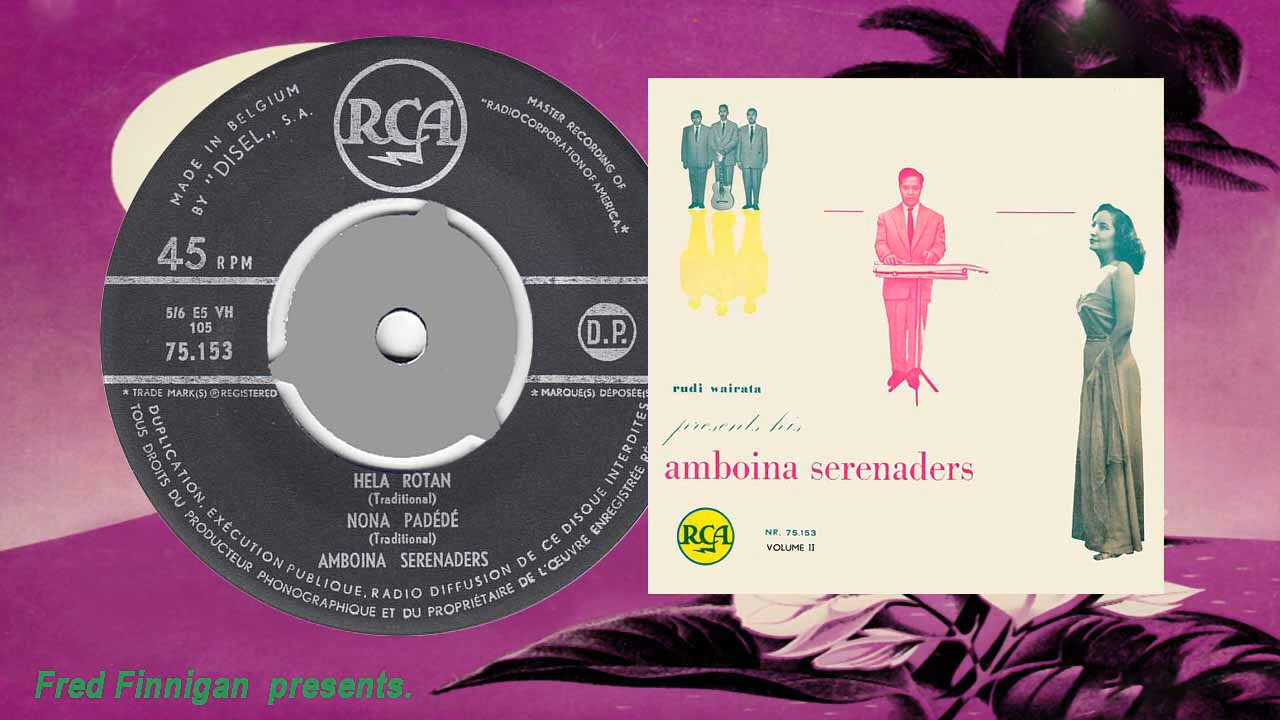 RCA
MADE IN BELGIUM
BY "DISEL„ S.A.
MASTER RECORDING OF
"RADIOCORPORATION OF AMERICA„*
45 RPM
5/6 E5 VH
105
75.153
D.P.
* TRADE MARK(S) ® REGISTERED
* MARQUE(S) DÉPOSÉE(S
HELA ROTAN
(Traditional)
NONA PADÉDÉ
(Traditional)
AMBOINA SERENADERS
DUPLICATION, EXÉCUTION PUBLIQUE, RADIO DIFFUSION DE CE DISQUE INTERDITES
TOUS DROITS DU PRODUCTEUR PHONOGRAPHIQUE ET DU PROPRIÉTAIRE DE L'ŒUVRE ENREGISTRÉE RÉ
rudi wairata
presents his
amboina serenaders
RCA
NR. 75.153
VOLUME II
Fred Finnigan presents.